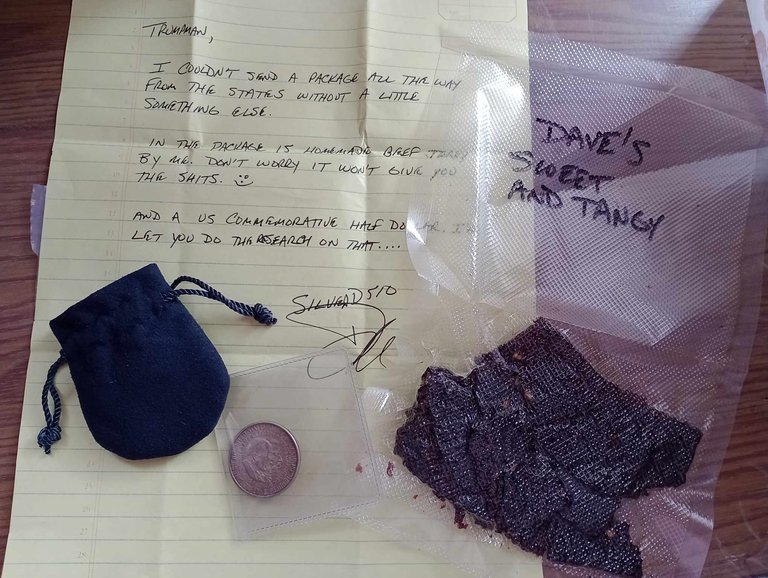 TRUMPMAN,
I COULDN'T SEND A PACKAGE ALL THE WAY
FROM THE STATES WITHOUT A LITTLE
SOMETHING ELSE.
IN THE PACKAGE IS HOMEMADE BEEF JERKY
BY ME. DON'T WORRY IT WON'T GIVE YOU
THE SHITS.
AND A US COMMEMORATIVE HALF DOLLAR. I'LL
LET YOU DO THE RESEARCH ON THAT....
SILVERD510
DAVE'S
SWEET
AND TANGY